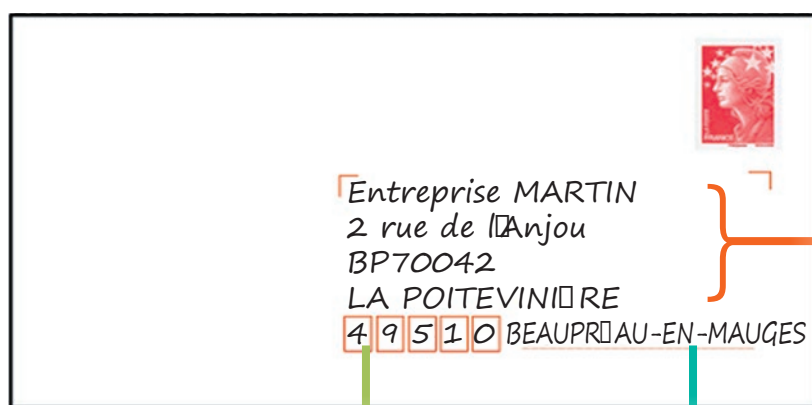 Entreprise MARTIN
2 rue de l▯Anjou
BP70042
LA POITEVINI▯RE
49510 BEAUPR▯AU-EN-MAUGES